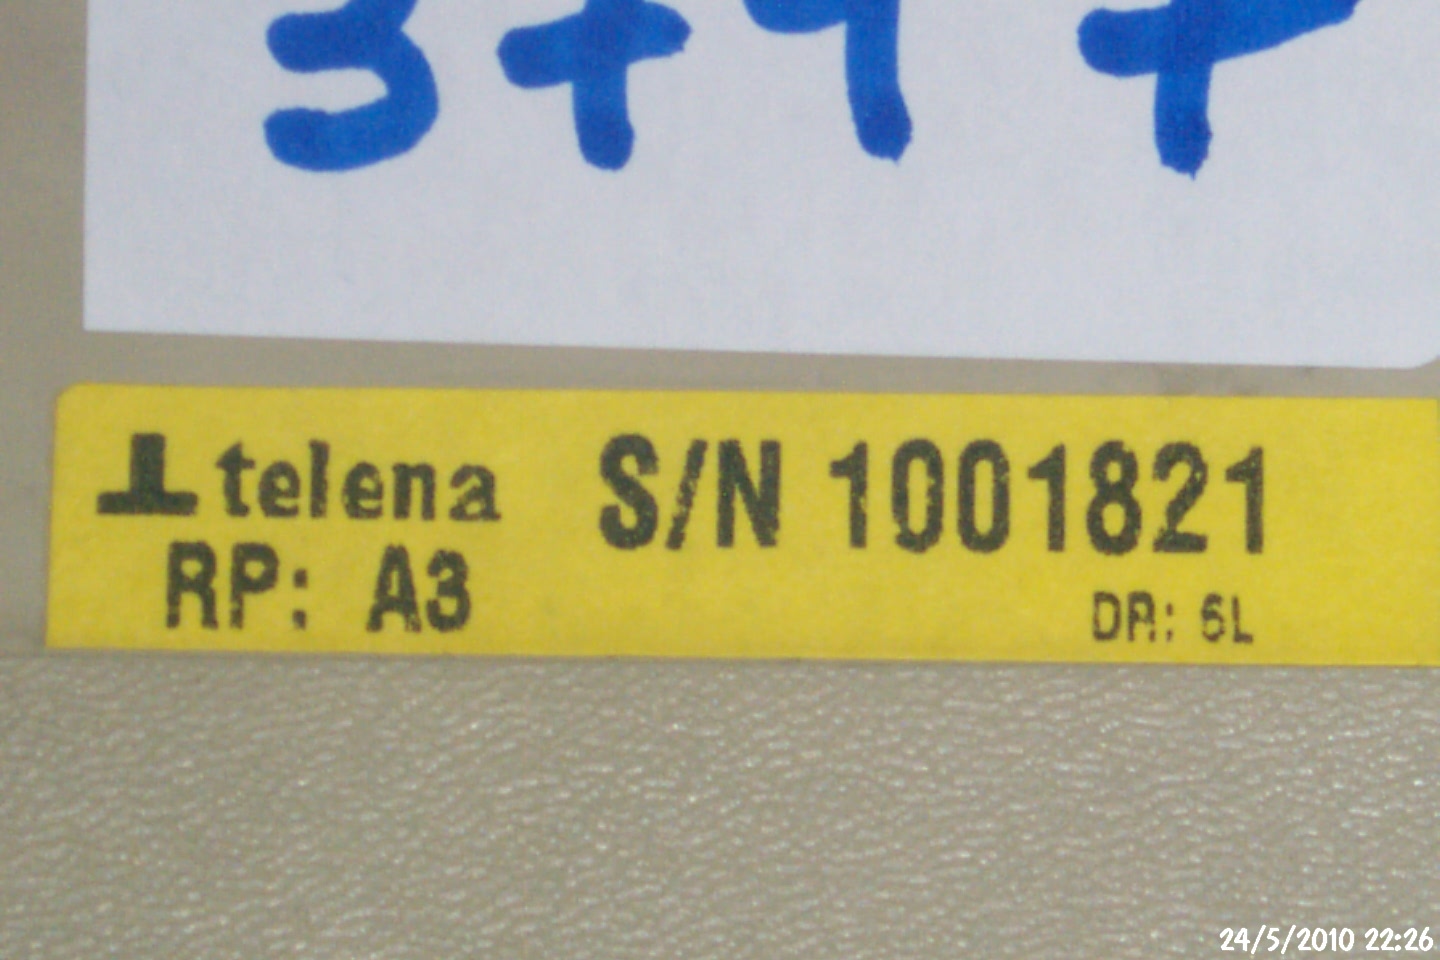 telena S/N 1001821
RP: A3
DR: 6L
24/5/2010 22:26